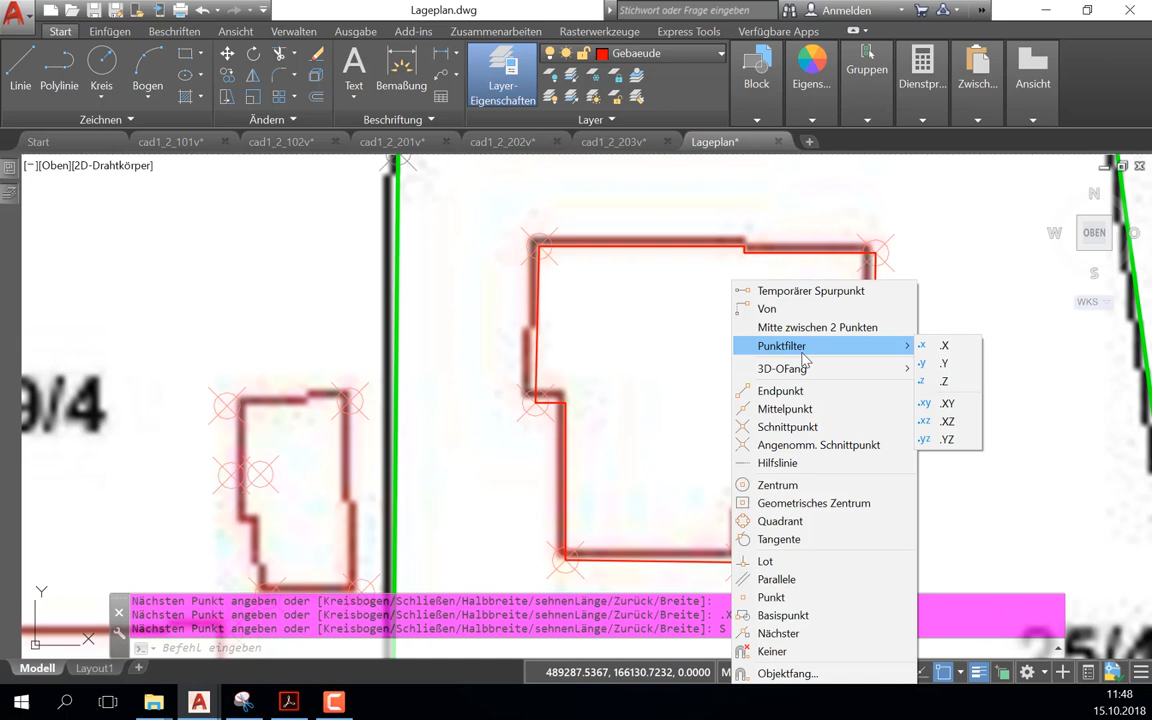 Lageplan.dwg
Stichwort oder Frage eingeben
Anmelden
Start Einfügen Beschriften Ansicht Verwalten Ausgabe Add-ins Zusammenarbeiten Rasterwerkzeuge Express Tools Verfügbare Apps
Linie Polylinie Kreis Bogen
Text Bemaßung
Layer-
Eigenschaften
Gebaeude
Block Eigens... Gruppen Dienstpr... Zwisch... Ansicht
Zeichnen Ändern Beschriftung Layer
Start cad1_2_101v* cad1_2_102v* cad1_2_201v* cad1_2_202v* cad1_2_203v* Lageplan*
[−][Oben][2D-Drahtkörper]
N
W OBEN O
S
WKS
9/4
Temporärer Spurpunkt
Von
Mitte zwischen 2 Punkten
Punktfilter
3D-OFang
Endpunkt
Mittelpunkt
Schnittpunkt
Angenomm. Schnittpunkt
Hilfslinie
Zentrum
Geometrisches Zentrum
Quadrant
Tangente
Lot
Parallele
Punkt
Basispunkt
Nächster
Keiner
Objektfang...
.x .X
.y .Y
.z .Z
.xy .XY
.xz .XZ
.yz .YZ
25/4
Y
X
Nächsten Punkt angeben oder [Kreisbogen/Schließen/Halbbreite/sehnenLänge/Zurück/Breite]:
Nächsten Punkt angeben oder [Kreisbogen/Schließen/Halbbreite/sehnenLänge/Zurück/Breite]: .X
Nächsten Punkt angeben oder [Kreisbogen/Schließen/Halbbreite/sehnenLänge/Zurück/Breite]: S
Befehl eingeben
Modell Layout1
489287.5367, 166130.7232, 0.0000
11:48
15.10.2018